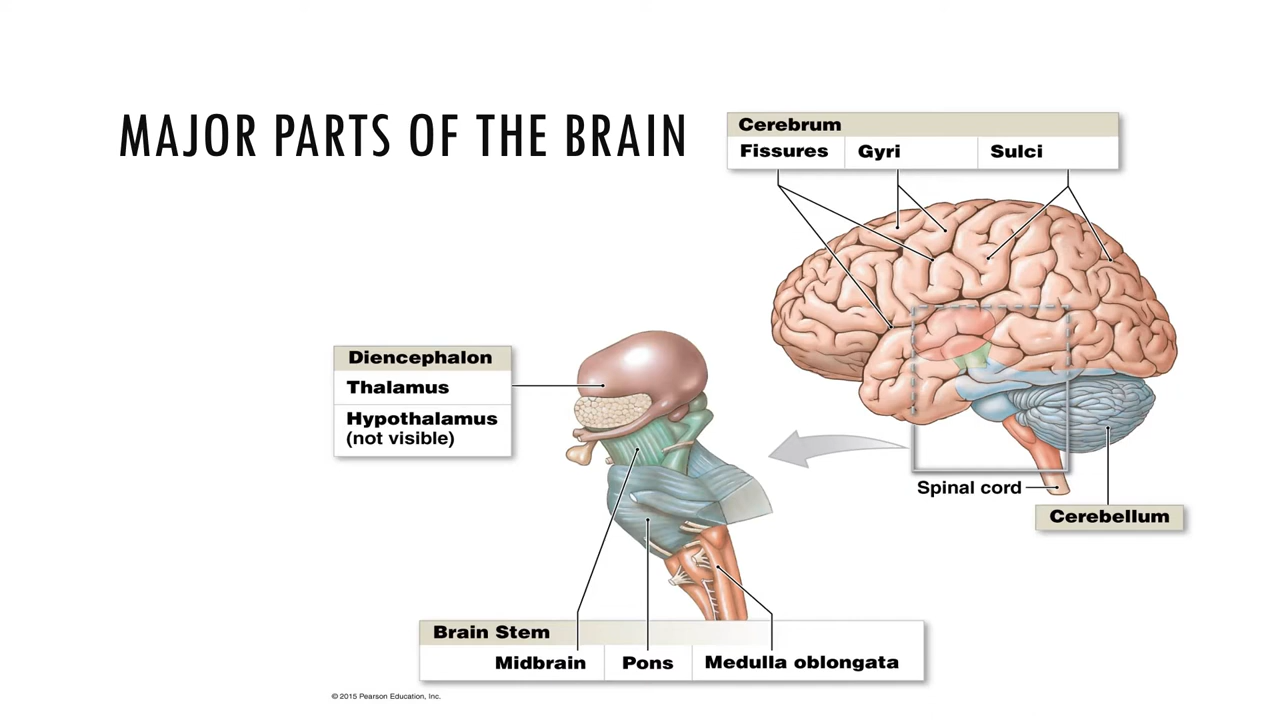 MAJOR PARTS OF THE BRAIN
Cerebrum
Fissures Gyri Sulci
Diencephalon
Thalamus
Hypothalamus
(not visible)
Spinal cord
Cerebellum
Brain Stem
Midbrain Pons Medulla oblongata
© 2015 Pearson Education, Inc.